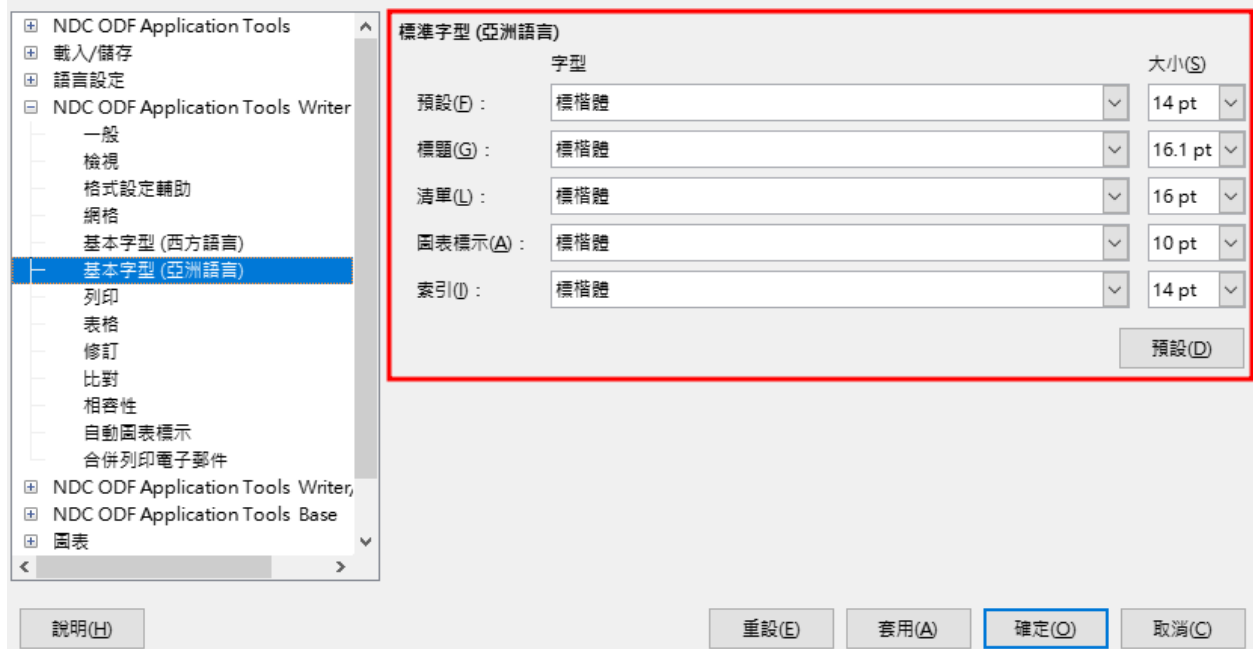 NDC ODF Application Tools
載入/儲存
語言設定
NDC ODF Application Tools Writer
一般
檢視
格式設定輔助
網格
基本字型 (西方語言)
基本字型 (亞洲語言)
列印
表格
修訂
比對
相容性
自動圖表標示
合併列印電子郵件
NDC ODF Application Tools Writer/
NDC ODF Application Tools Base
圖表
標準字型 (亞洲語言)
字型 大小(S)
預設(F)： 標楷體 14 pt
標題(G)： 標楷體 16.1 pt
清單(L)： 標楷體 16 pt
圖表標示(A)： 標楷體 10 pt
索引(I)： 標楷體 14 pt
預設(D)
說明(H) 重設(E) 套用(A) 確定(O) 取消(C)